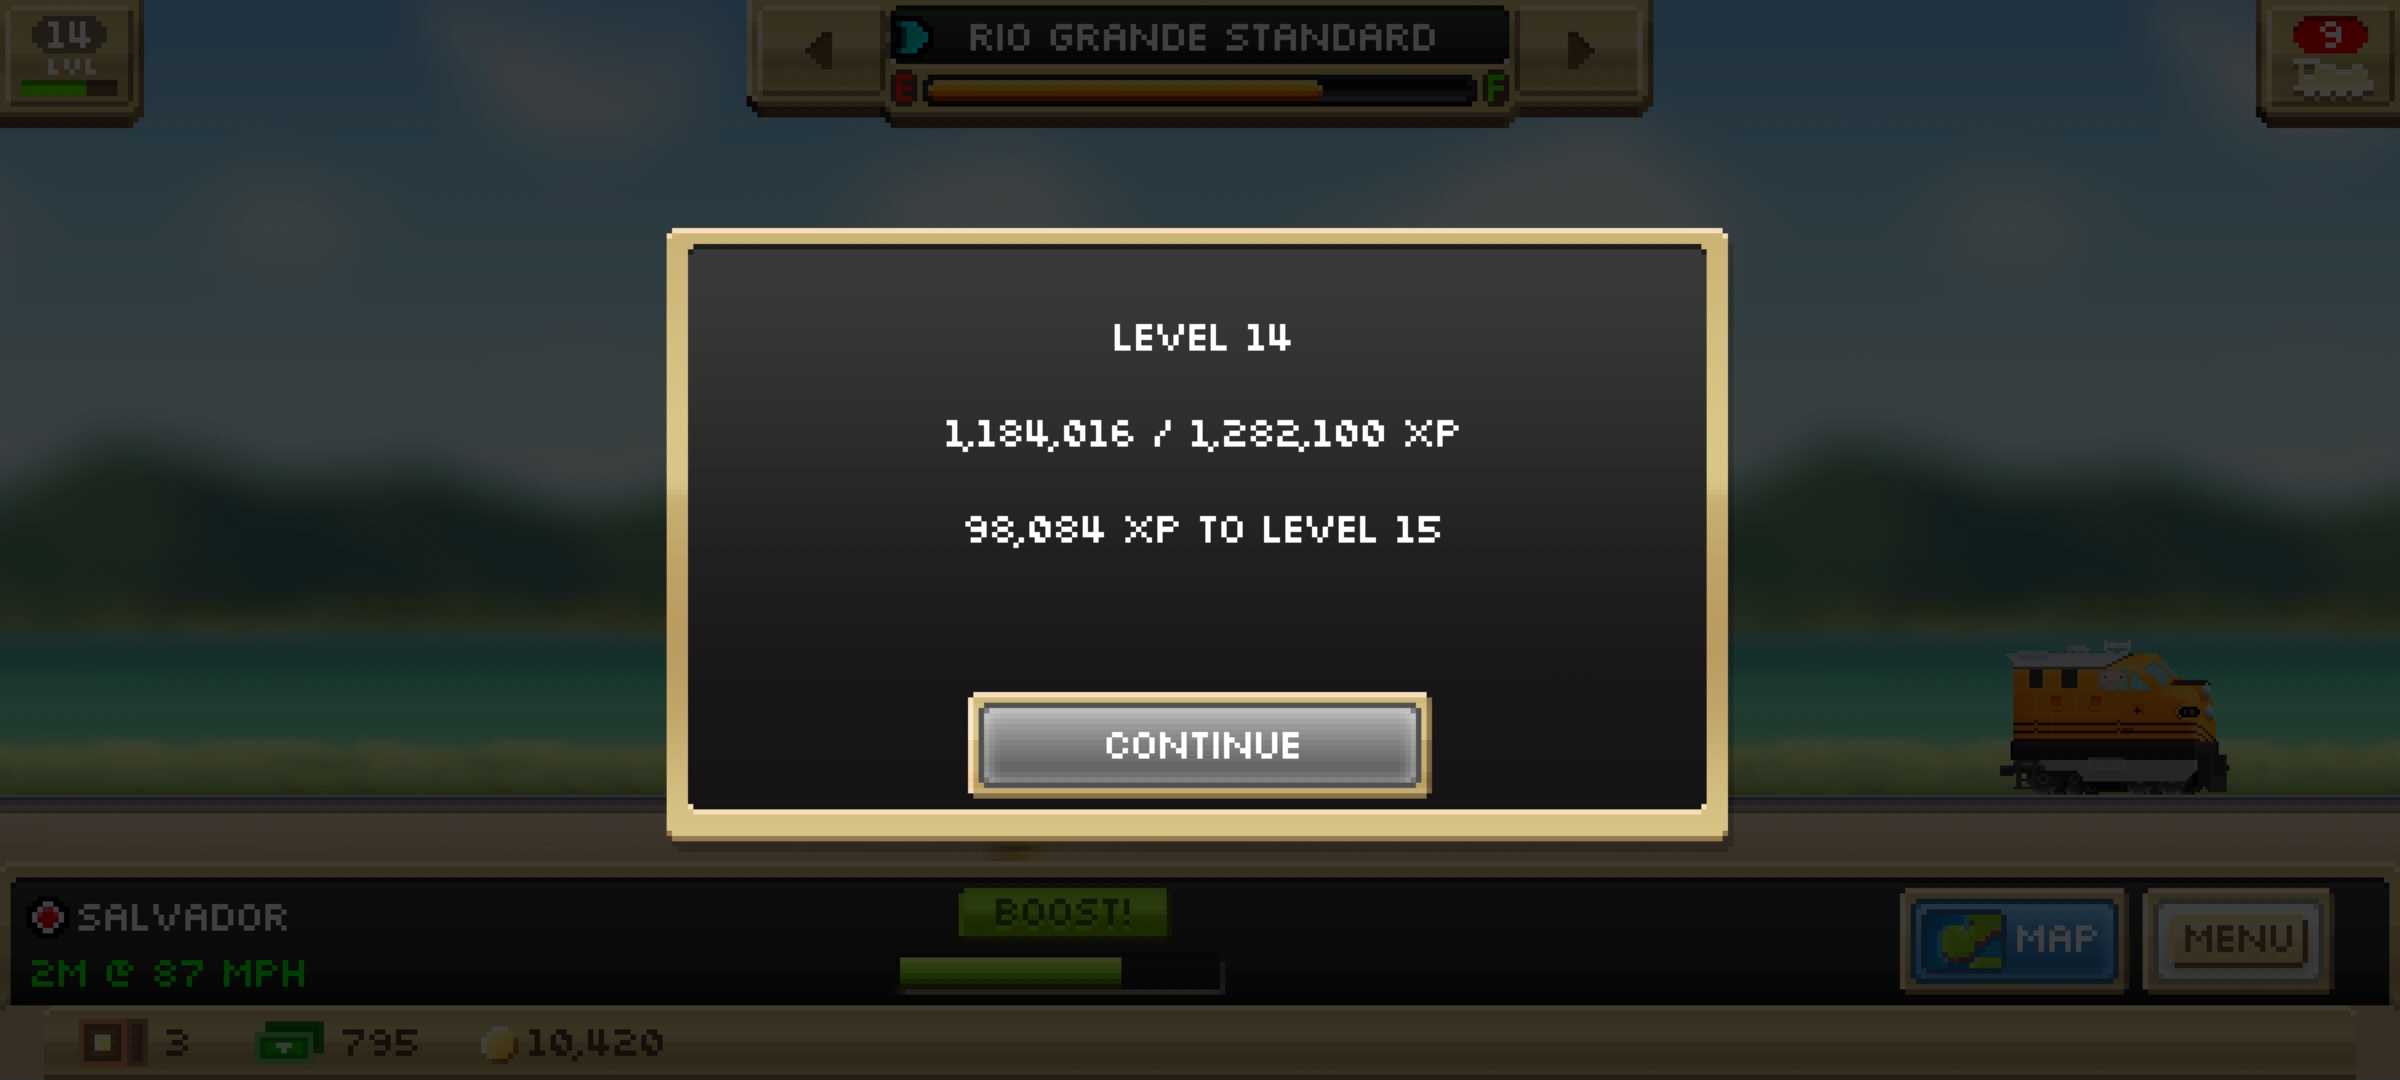 14
LVL
RIO GRANDE STANDARD
E
F
9
LEVEL 14
1,184,016 / 1,282,100 XP
98,084 XP TO LEVEL 15
CONTINUE
SALVADOR
2M @ 87 MPH
BOOST!
MAP
MENU
3
795
10,420